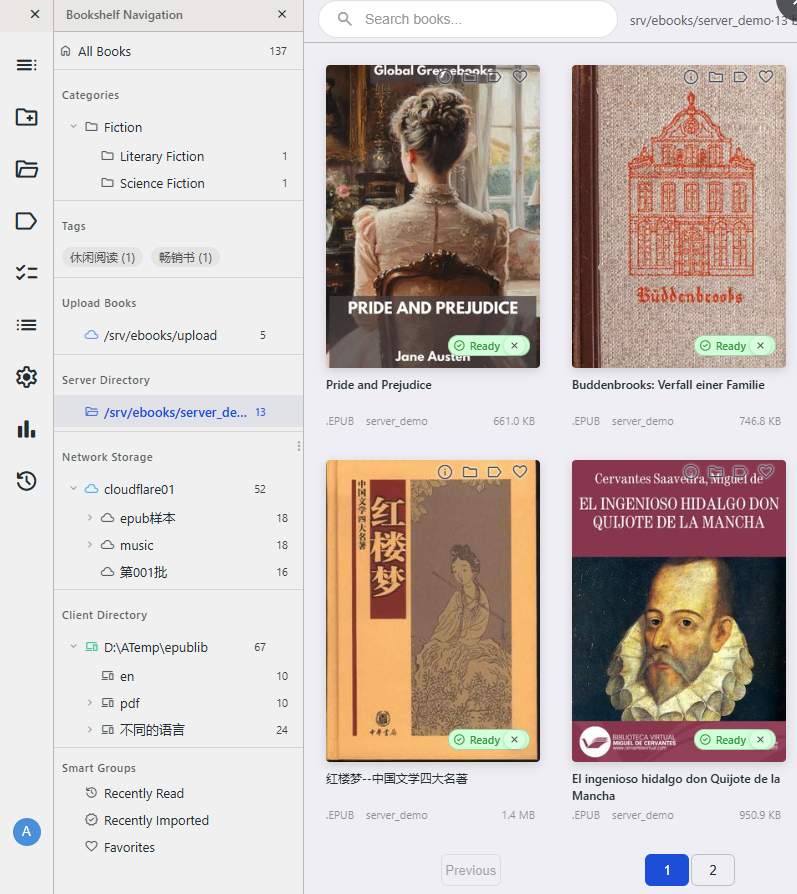 Bookshelf Navigation
All Books 137
Categories
Fiction
Literary Fiction 1
Science Fiction 1
Tags
休闲阅读 (1) 畅销书 (1)
Upload Books
/srv/ebooks/upload 5
Server Directory
/srv/ebooks/server_de... 13
Network Storage
cloudflare01 52
epub样本 18
music 18
第001批 16
Client Directory
D:\ATemp\epublib 67
en 10
pdf 10
不同的语言 24
Smart Groups
Recently Read
Recently Imported
Favorites
A
Search books...
srv/ebooks/server_demo·13
Global Grey ebooks
PRIDE AND PREJUDICE
Jane Austen
Ready
Pride and Prejudice
.EPUB server_demo 661.0 KB
Buddenbrooks
Ready
Buddenbrooks: Verfall einer Familie
.EPUB server_demo 746.8 KB
中国文学四大名著
红楼梦
中華書局
Ready
红楼梦--中国文学四大名著
.EPUB server_demo 1.4 MB
Cervantes Saavedra, Miguel de
EL INGENIOSO HIDALGO DON
QUIJOTE DE LA MANCHA
BIBLIOTECA VIRTUAL
MIGUEL DE CERVANTES
www.cervantesvirtual.com
Ready
El ingenioso hidalgo don Quijote de la
Mancha
.EPUB server_demo 950.9 KB
Previous 1 2